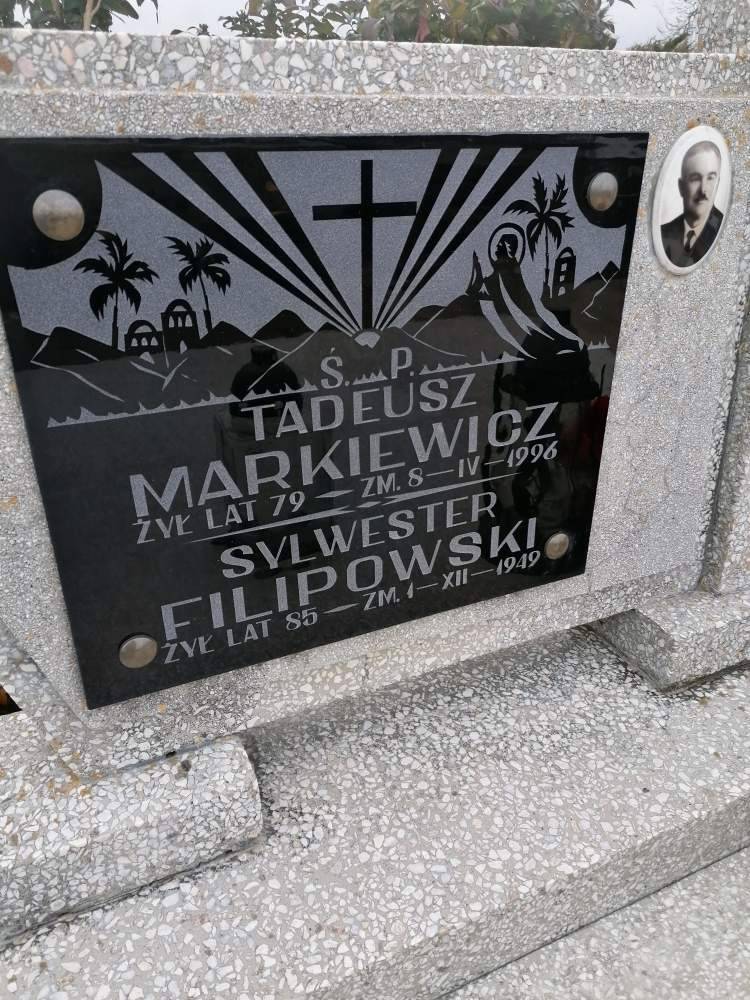 Ś. P.
TADEUSZ
MARKIEWICZ
ŻYŁ LAT 79 — ZM. 8—IV—1996
SYLWESTER
FILIPOWSKI
ŻYŁ LAT 85 — ZM. 1—XII—1949